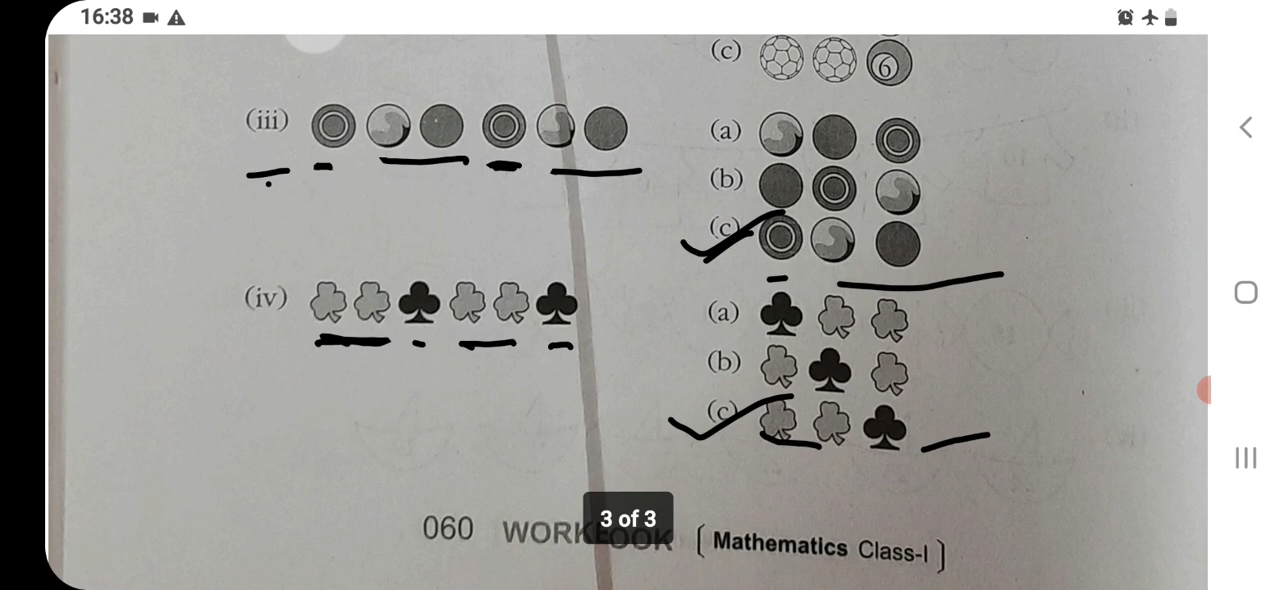 16:38
(c) 6
(iii)
(a)
(b)
(c)
(iv)
(a)
(b)
(c)
3 of 3
060 WORKBOOK [ Mathematics Class-I ]